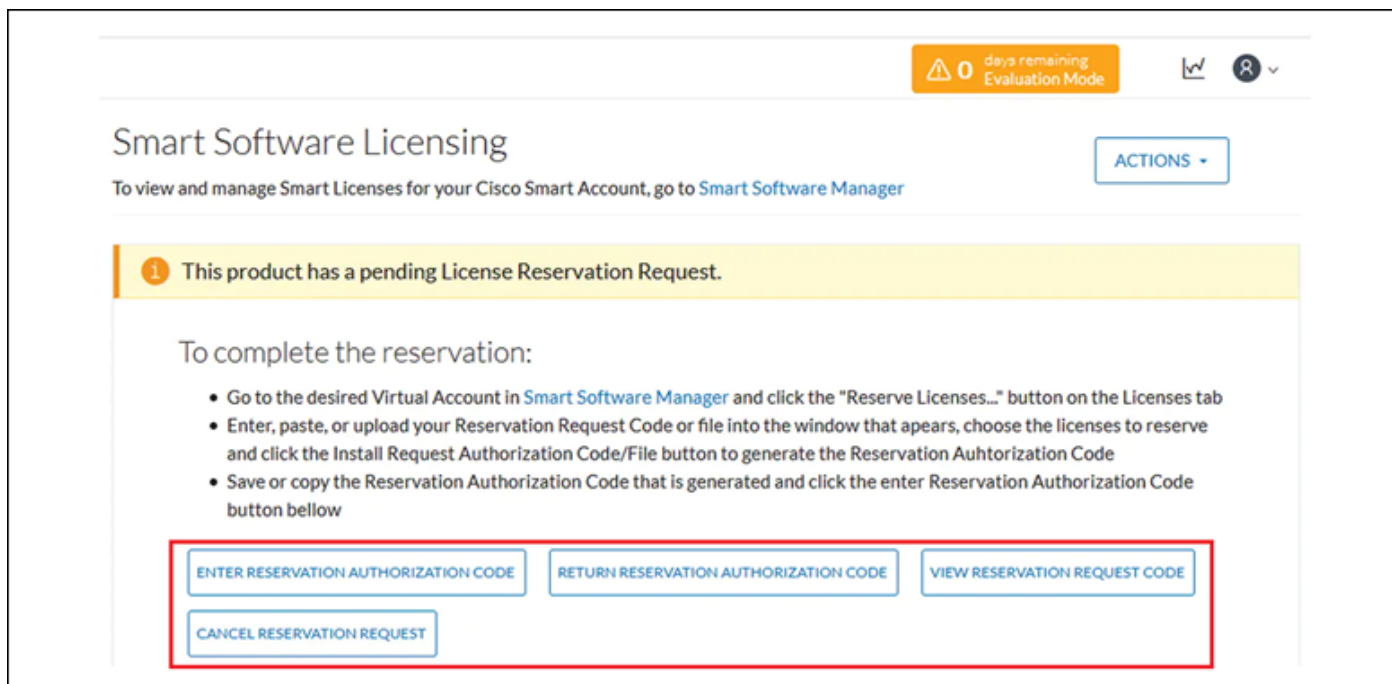 0 days remaining
Evaluation Mode
Smart Software Licensing
ACTIONS
To view and manage Smart Licenses for your Cisco Smart Account, go to Smart Software Manager
This product has a pending License Reservation Request.
To complete the reservation:
• Go to the desired Virtual Account in Smart Software Manager and click the "Reserve Licenses..." button on the Licenses tab
• Enter, paste, or upload your Reservation Request Code or file into the window that apears, choose the licenses to reserve
and click the Install Request Authorization Code/File button to generate the Reservation Auhtorization Code
• Save or copy the Reservation Authorization Code that is generated and click the enter Reservation Authorization Code
button bellow
ENTER RESERVATION AUTHORIZATION CODE RETURN RESERVATION AUTHORIZATION CODE VIEW RESERVATION REQUEST CODE
CANCEL RESERVATION REQUEST